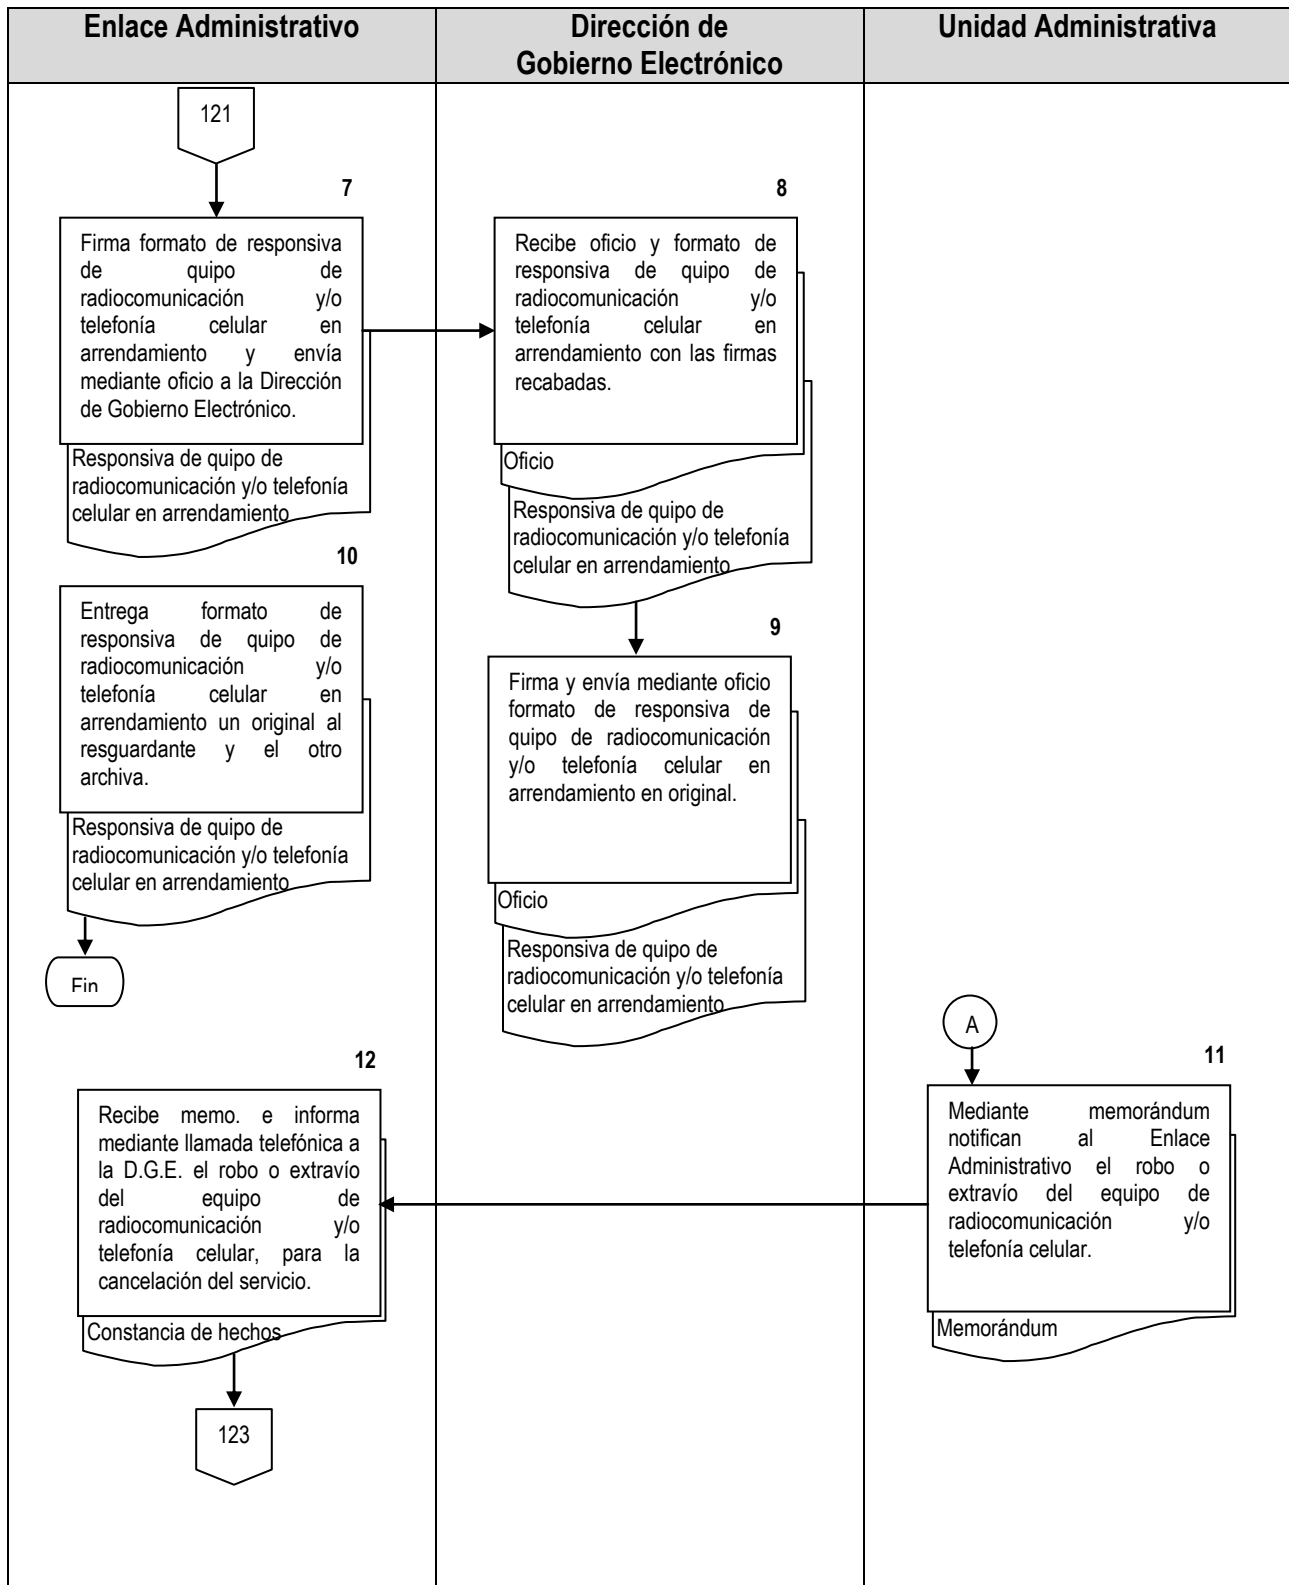 Enlace Administrativo
Dirección de
Gobierno Electrónico
Unidad Administrativa
121
7
Firma formato de responsiva
de quipo de
radiocomunicación y/o
telefonía celular en
arrendamiento y envía
mediante oficio a la Dirección
de Gobierno Electrónico.
Responsiva de quipo de
radiocomunicación y/o telefonía
celular en arrendamiento
8
Recibe oficio y formato de
responsiva de quipo de
radiocomunicación y/o
telefonía celular en
arrendamiento con las firmas
recabadas.
Oficio
Responsiva de quipo de
radiocomunicación y/o telefonía
celular en arrendamiento
10
Entrega formato de
responsiva de quipo de
radiocomunicación y/o
telefonía celular en
arrendamiento un original al
resguardante y el otro
archiva.
Responsiva de quipo de
radiocomunicación y/o telefonía
celular en arrendamiento
Fin
9
Firma y envía mediante oficio
formato de responsiva de
quipo de radiocomunicación
y/o telefonía celular en
arrendamiento en original.
Oficio
Responsiva de quipo de
radiocomunicación y/o telefonía
celular en arrendamiento
A
11
Mediante memorándum
notifican al Enlace
Administrativo el robo o
extravío del equipo de
radiocomunicación y/o
telefonía celular.
Memorándum
12
Recibe memo. e informa
mediante llamada telefónica a
la D.G.E. el robo o extravío
del equipo de
radiocomunicación y/o
telefonía celular, para la
cancelación del servicio.
Constancia de hechos
123